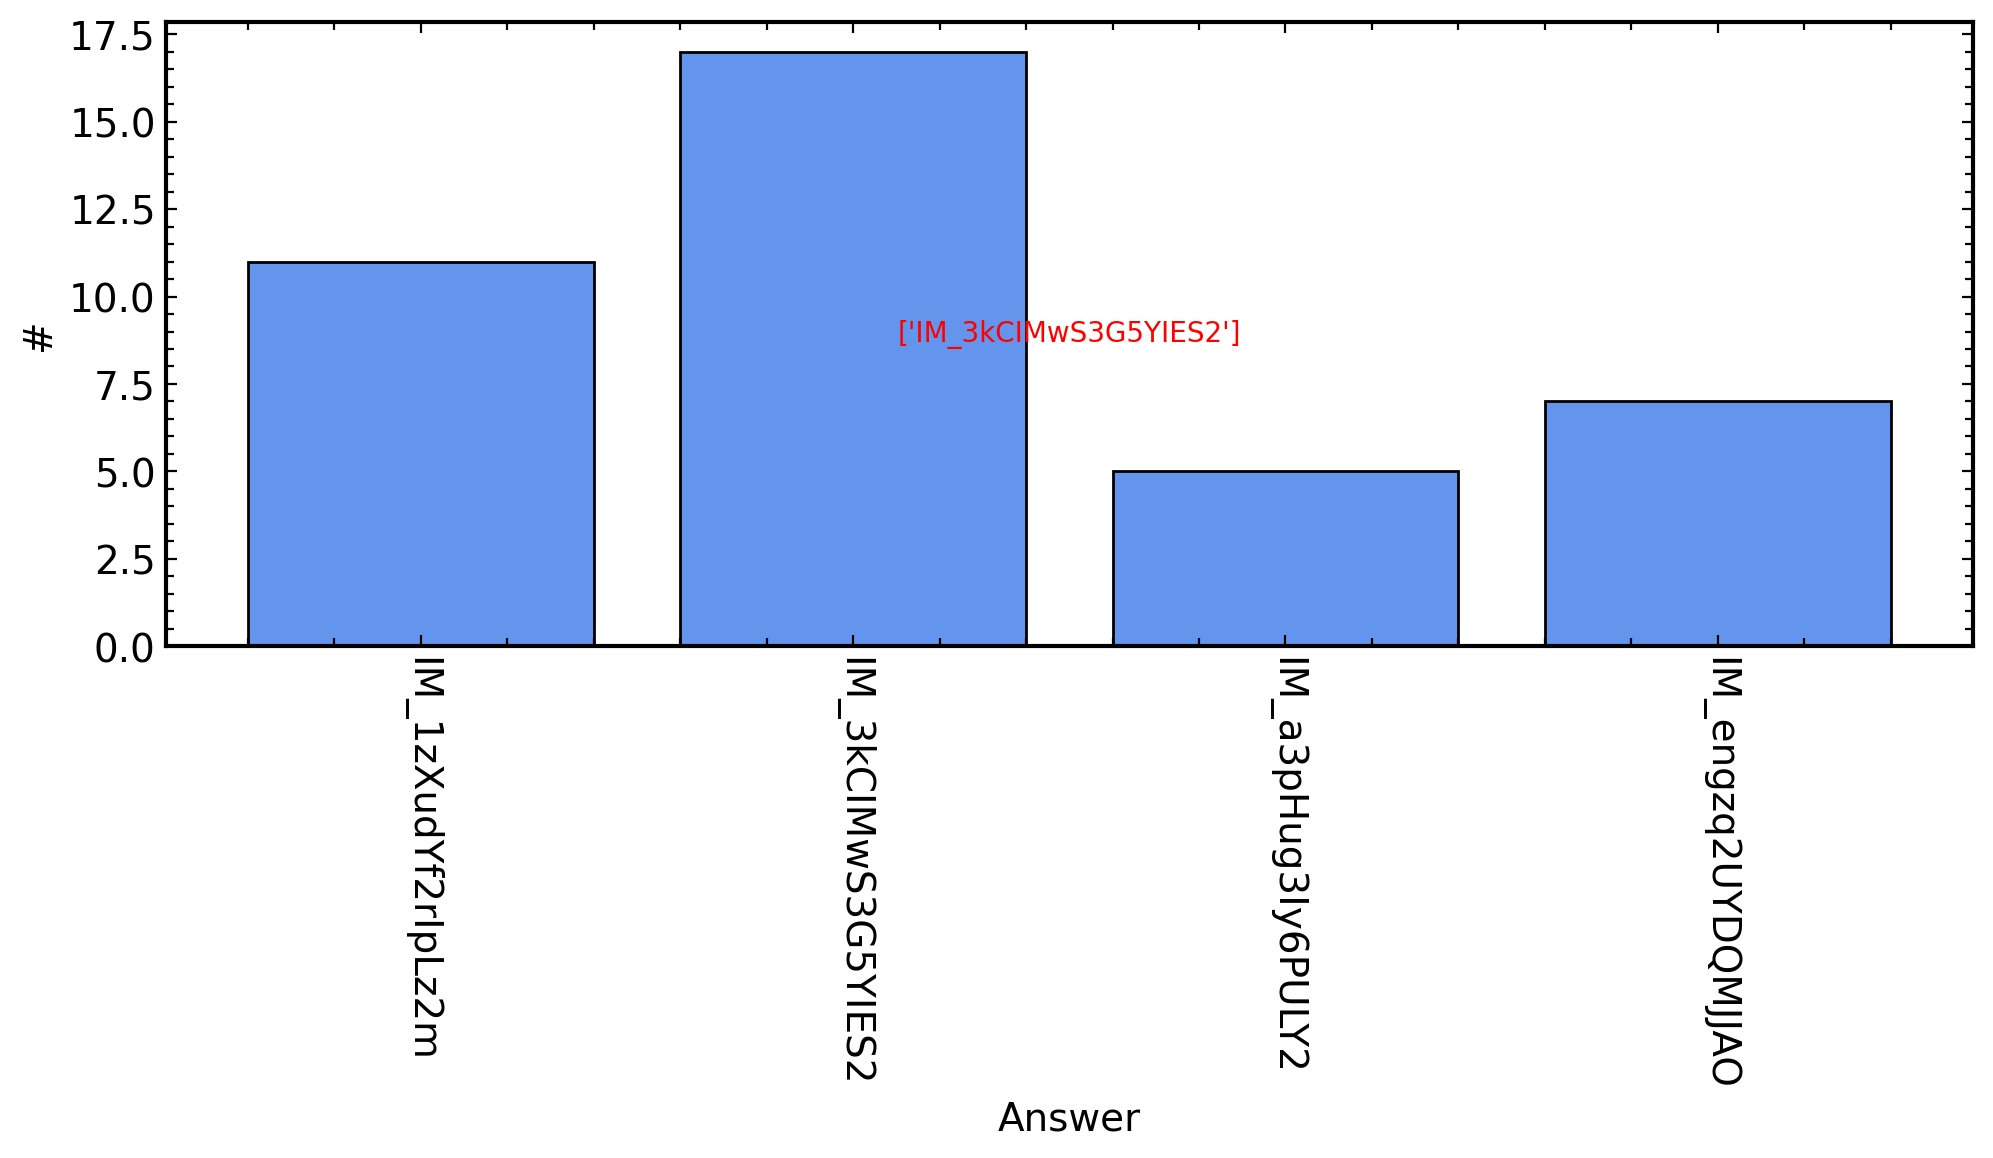 17.5
15.0
12.5
10.0
7.5
5.0
2.5
0.0
#
['IM_3kCIMwS3G5YIES2']
IM_1zXudYf2rlpLz2m
IM_3kCIMwS3G5YIES2
IM_a3pHug3Iy6PULY2
IM_engzq2UYDQMJJAO
Answer